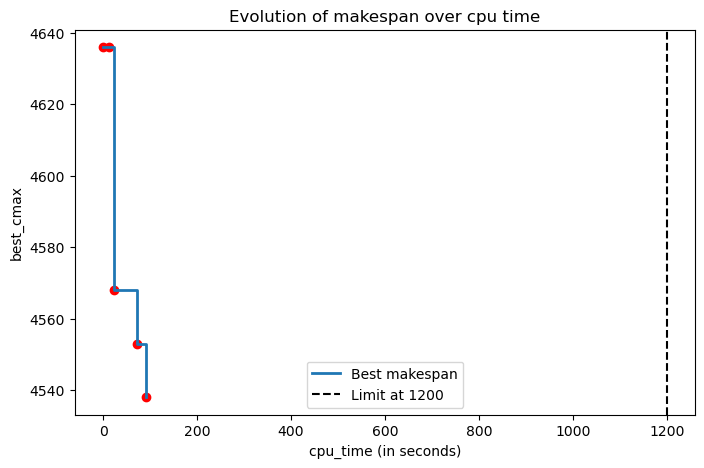 Evolution of makespan over cpu time
best_cmax
4640
4620
4600
4580
4560
4540
Best makespan
Limit at 1200
0
200
400
600
800
1000
1200
cpu_time (in seconds)